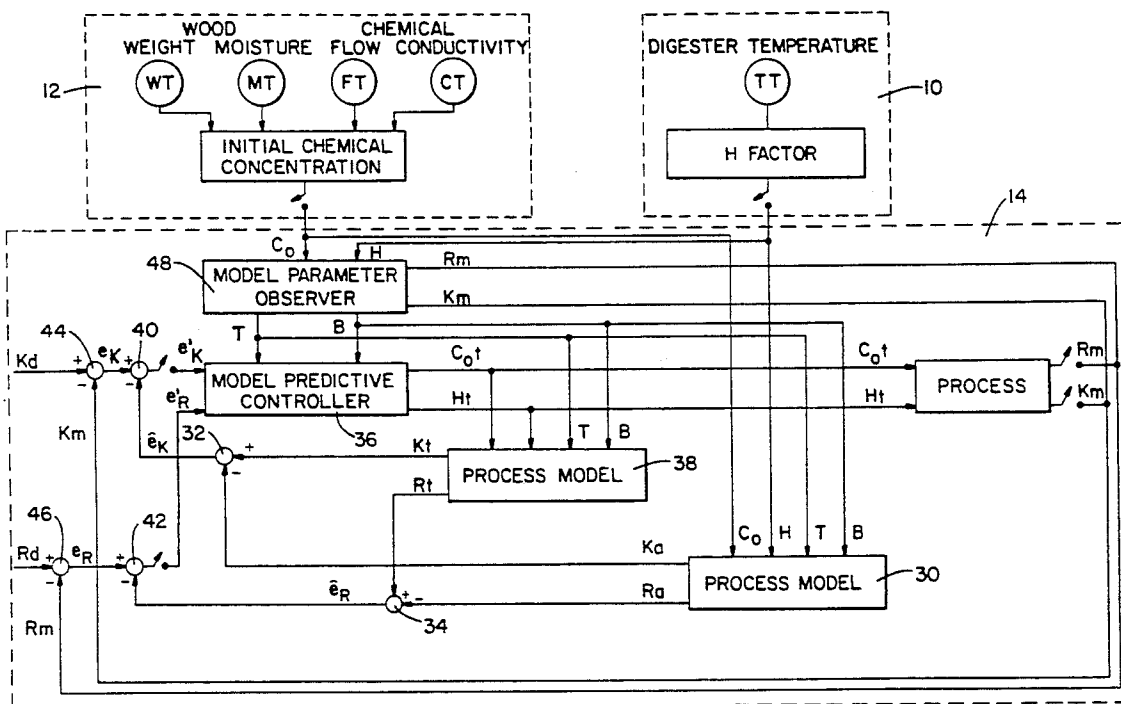 WOOD
CHEMICAL
WEIGHT MOISTURE FLOW CONDUCTIVITY
DIGESTER TEMPERATURE
WT
MT
FT
CT
TT
12
10
INITIAL CHEMICAL
CONCENTRATION
H FACTOR
14
Co
H
48
MODEL PARAMETER
OBSERVER
Rm
Km
T
B
44
40
eK
e'K
Kd
+
-
+
-
MODEL PREDICTIVE
CONTROLLER
36
Cot
Ht
Cot
Ht
PROCESS
Rm
Km
e'R
Km
êK
32
+
-
Kt
Rt
T
B
PROCESS MODEL
38
46
42
Rd
+
-
eR
+
-
Ka
Ra
Co
H
T
B
PROCESS MODEL
30
êR
+
-
34
Rm